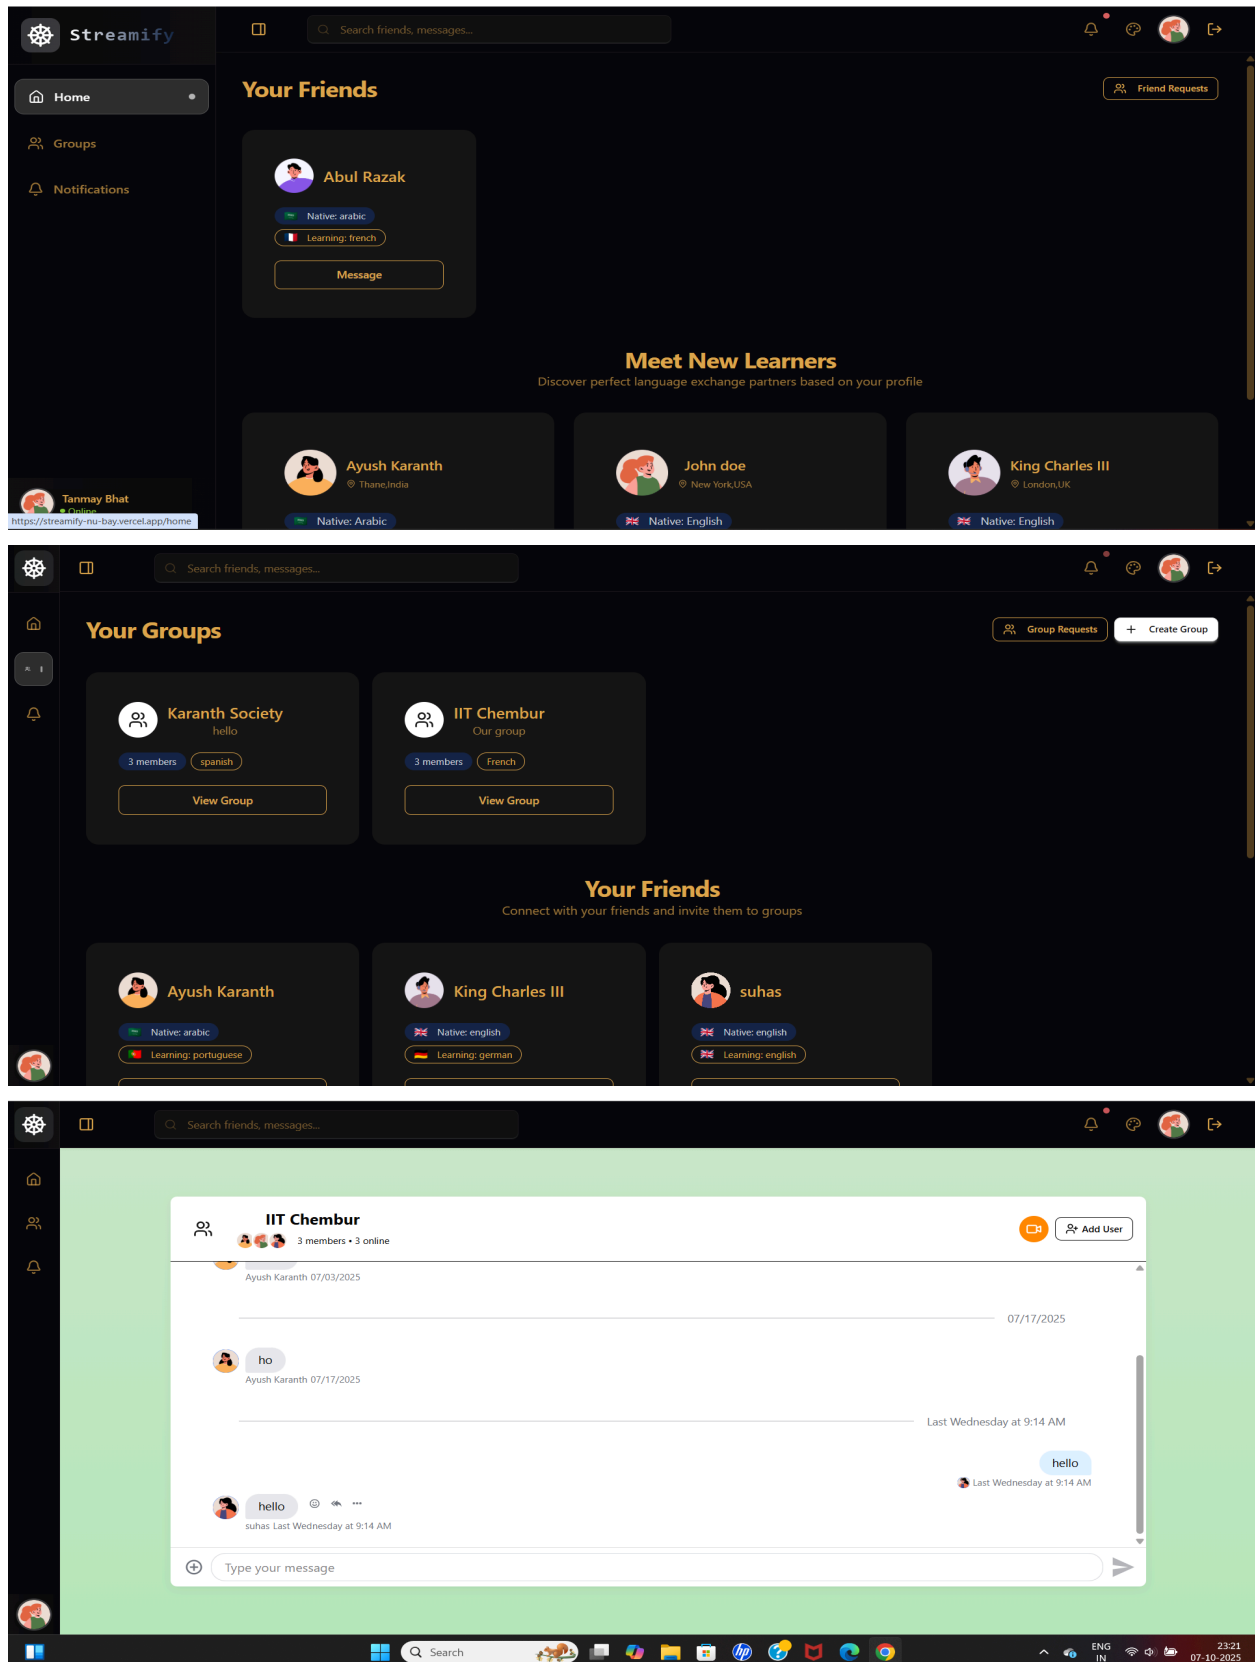 Streamify
Search friends, messages...
Home
Groups
Notifications
Your Friends
Friend Requests
Abul Razak
Native: arabic
Learning: french
Message
Meet New Learners
Discover perfect language exchange partners based on your profile
Ayush Karanth
Thane,India
Native: Arabic
John doe
New York,USA
Native: English
King Charles III
London,UK
Native: English
Tanmay Bhat
Online
https://streamify-nu-bay.vercel.app/home
Search friends, messages...
Your Groups
Group Requests
+ Create Group
Karanth Society
hello
3 members spanish
View Group
IIT Chembur
Our group
3 members French
View Group
Your Friends
Connect with your friends and invite them to groups
Ayush Karanth
Native: arabic
Learning: portuguese
King Charles III
Native: english
Learning: german
suhas
Native: english
Learning: english
Search friends, messages...
IIT Chembur
3 members • 3 online
Add User
Ayush Karanth 07/03/2025
07/17/2025
ho
Ayush Karanth 07/17/2025
Last Wednesday at 9:14 AM
hello
Last Wednesday at 9:14 AM
hello
suhas Last Wednesday at 9:14 AM
Type your message
Search
hp
ENG
IN
23:21
07-10-2025